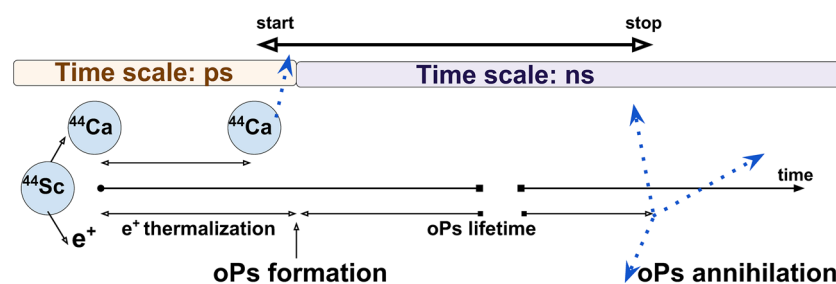 start stop
Time scale: ps Time scale: ns
⁴⁴Ca ⁴⁴Ca
⁴⁴Sc
time
e⁺ e⁺ thermalization oPs lifetime
oPs formation oPs annihilation